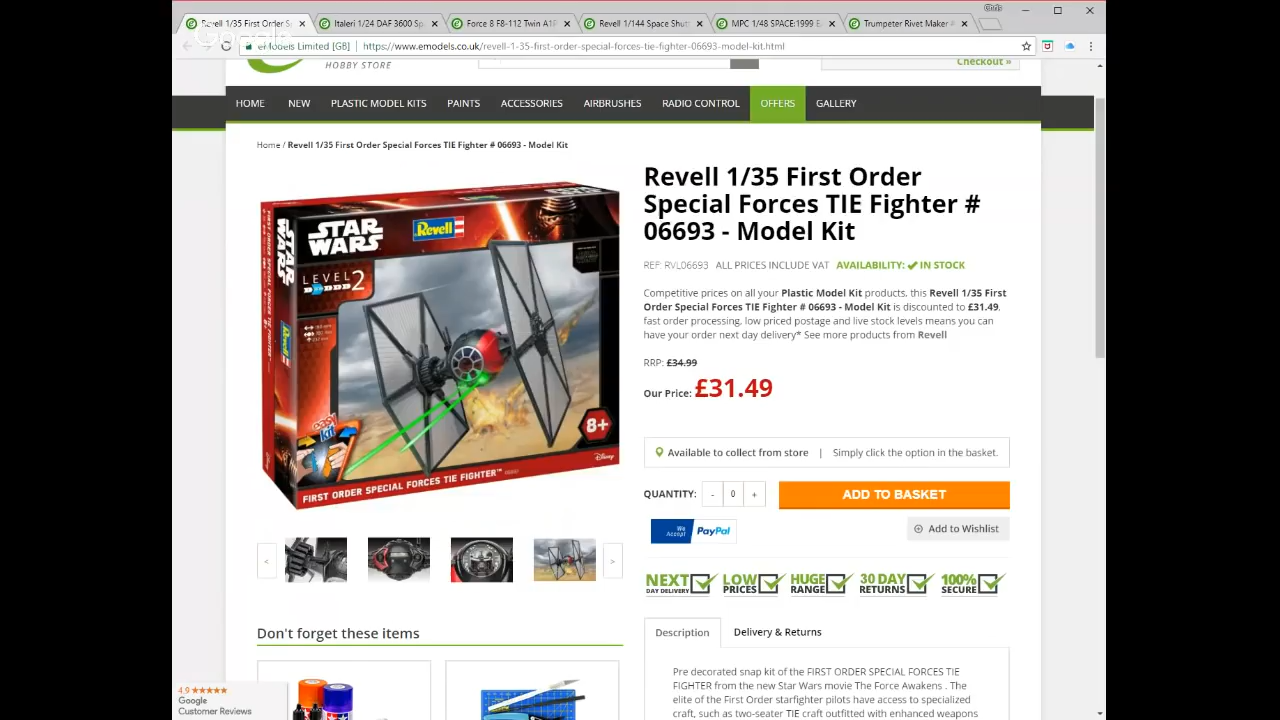 Chris
Revell 1/35 First Order S
Italeri 1/24 DAF 3600 Sp
Force 8 F8-112 Twin A1P
Revell 1/144 Space Shut
MPC 1/48 SPACE:1999 E
Trumpeter Rivet Maker #
eModels Limited [GB]
https://www.emodels.co.uk/revell-1-35-first-order-special-forces-tie-fighter-06693-model-kit.html
HOBBY STORE
Checkout »
HOME NEW PLASTIC MODEL KITS PAINTS ACCESSORIES AIRBRUSHES RADIO CONTROL OFFERS GALLERY
Home / Revell 1/35 First Order Special Forces TIE Fighter # 06693 - Model Kit
STAR WARS
Revell
LEVEL 2
STAR WARS
Revell
easy kit
8+
Disney
FIRST ORDER SPECIAL FORCES TIE FIGHTER™
Revell 1/35 First Order
Special Forces TIE Fighter #
06693 - Model Kit
REF: RVL06693 ALL PRICES INCLUDE VAT AVAILABILITY: IN STOCK
Competitive prices on all your Plastic Model Kit products, this Revell 1/35 First
Order Special Forces TIE Fighter # 06693 - Model Kit is discounted to £31.49.
fast order processing, low priced postage and live stock levels means you can
have your order next day delivery* See more products from Revell
RRP: £34.99
Our Price: £31.49
Available to collect from store | Simply click the option in the basket.
QUANTITY: - 0 + ADD TO BASKET
We Accept PayPal
Add to Wishlist
NEXT DAY DELIVERY
LOW PRICES
HUGE RANGE
30 DAY RETURNS
100% SECURE
< >
Don't forget these items
Description Delivery & Returns
Pre decorated snap kit of the FIRST ORDER SPECIAL FORCES TIE
FIGHTER from the new Star Wars movie The Force Awakens . The
elite of the First Order starfighter pilots have access to specialized
craft, such as two-seater TIE craft outfitted with enhanced weapons
4.9
Google
Customer Reviews